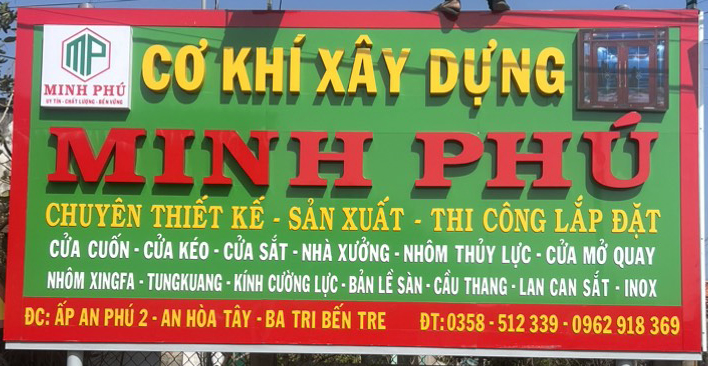 MP
MINH PHÚ
UY TÍN - CHẤT LƯỢNG - BỀN VỮNG
CƠ KHÍ XÂY DỰNG
MINH PHÚ
CHUYÊN THIẾT KẾ - SẢN XUẤT - THI CÔNG LẮP ĐẶT
CỬA CUỐN - CỬA KÉO - CỬA SẮT - NHÀ XƯỞNG - NHÔM THỦY LỰC - CỬA MỞ QUAY
NHÔM XINGFA - TUNGKUANG - KÍNH CƯỜNG LỰC - BẢN LỀ SÀN - CẦU THANG - LAN CAN SẮT - INOX
ĐC: ẤP AN PHÚ 2 - AN HÒA TÂY - BA TRI BẾN TRE ĐT: 0358 - 512 339 - 0962 918 369